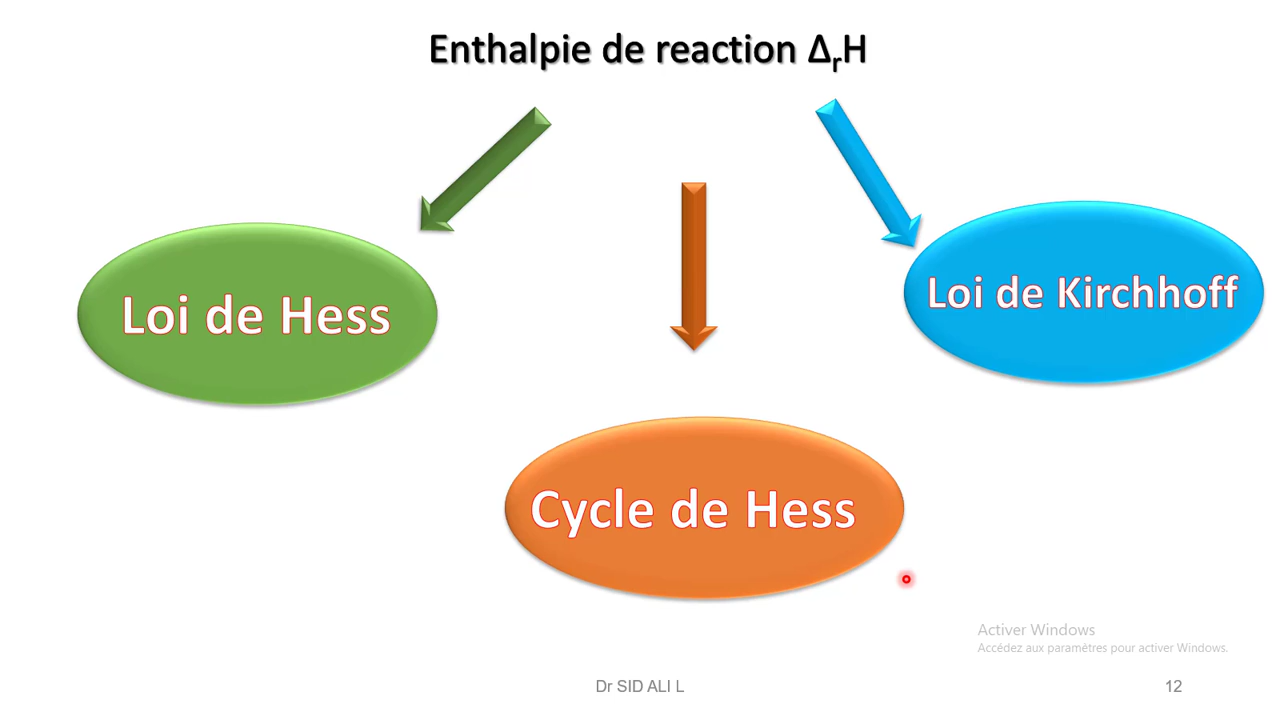 Enthalpie de reaction ΔrH
Loi de Hess
Loi de Kirchhoff
Cycle de Hess
Activer Windows
Accédez aux paramètres pour activer Windows.
Dr SID ALI L
12